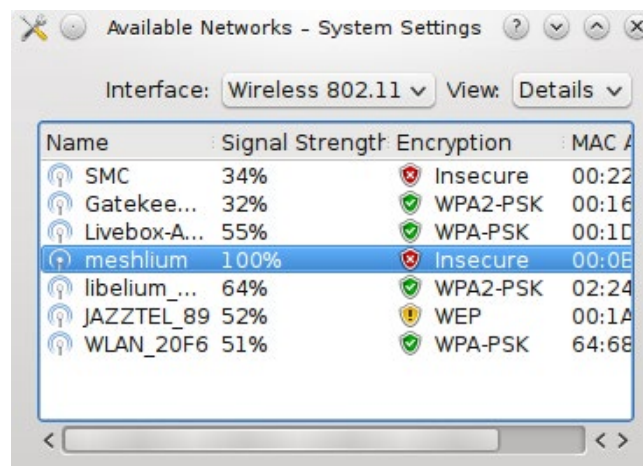 Available Networks – System Settings
Interface: Wireless 802.11 View: Details
Name Signal Strength Encryption MAC A
SMC 34% Insecure 00:22
Gatekee... 32% WPA2-PSK 00:16
Livebox-A... 55% WPA-PSK 00:1D
meshlium 100% Insecure 00:0E
libelium_... 64% WPA2-PSK 02:24
JAZZTEL_89 52% WEP 00:1A
WLAN_20F6 51% WPA-PSK 64:68